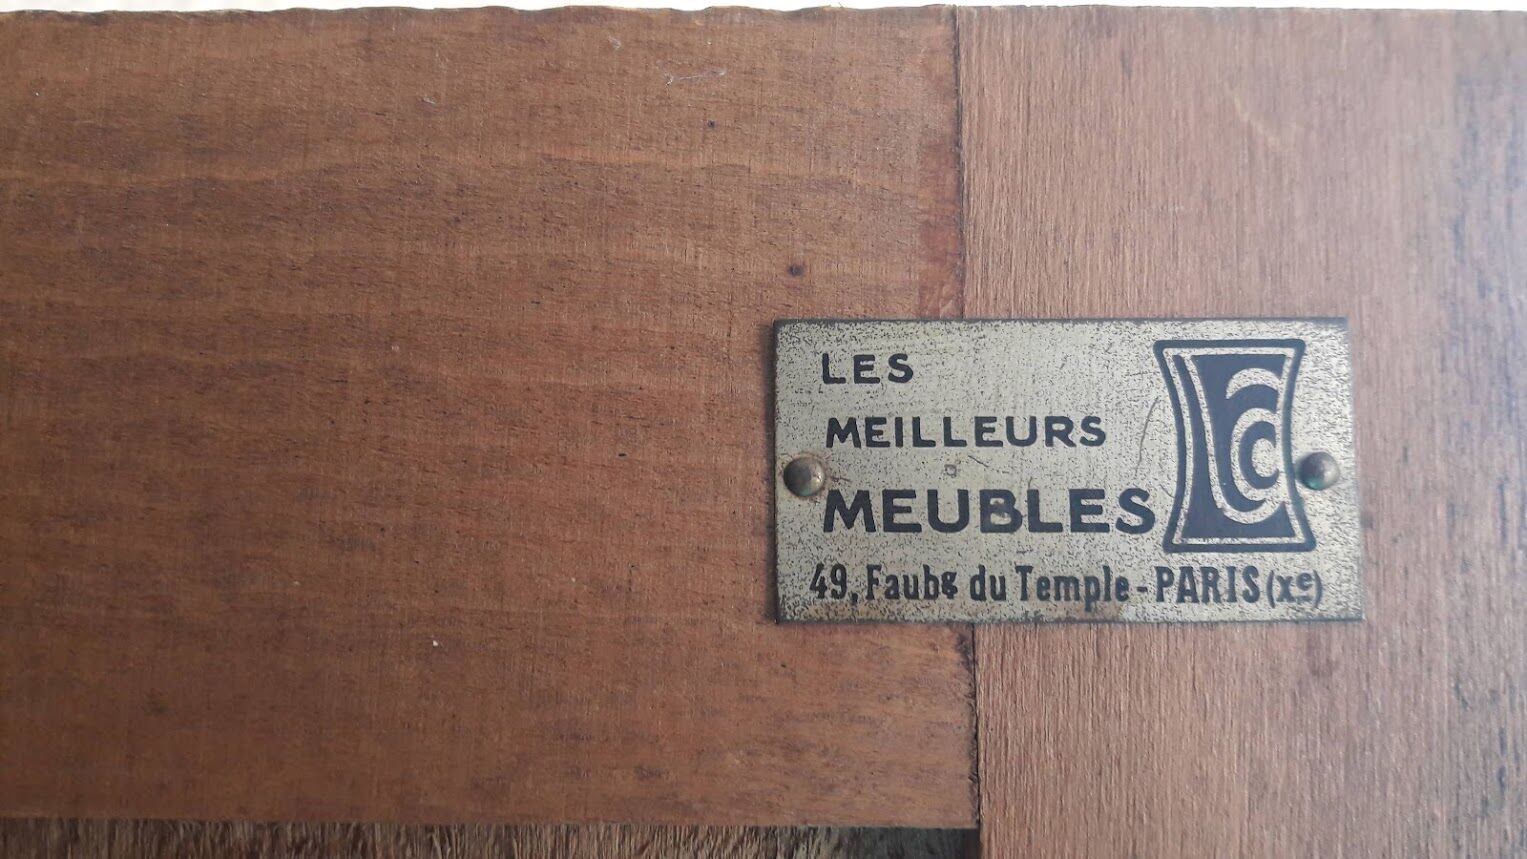 LES
MEILLEURS
MEUBLES
49, Faubg du Temple - PARIS (Xe)